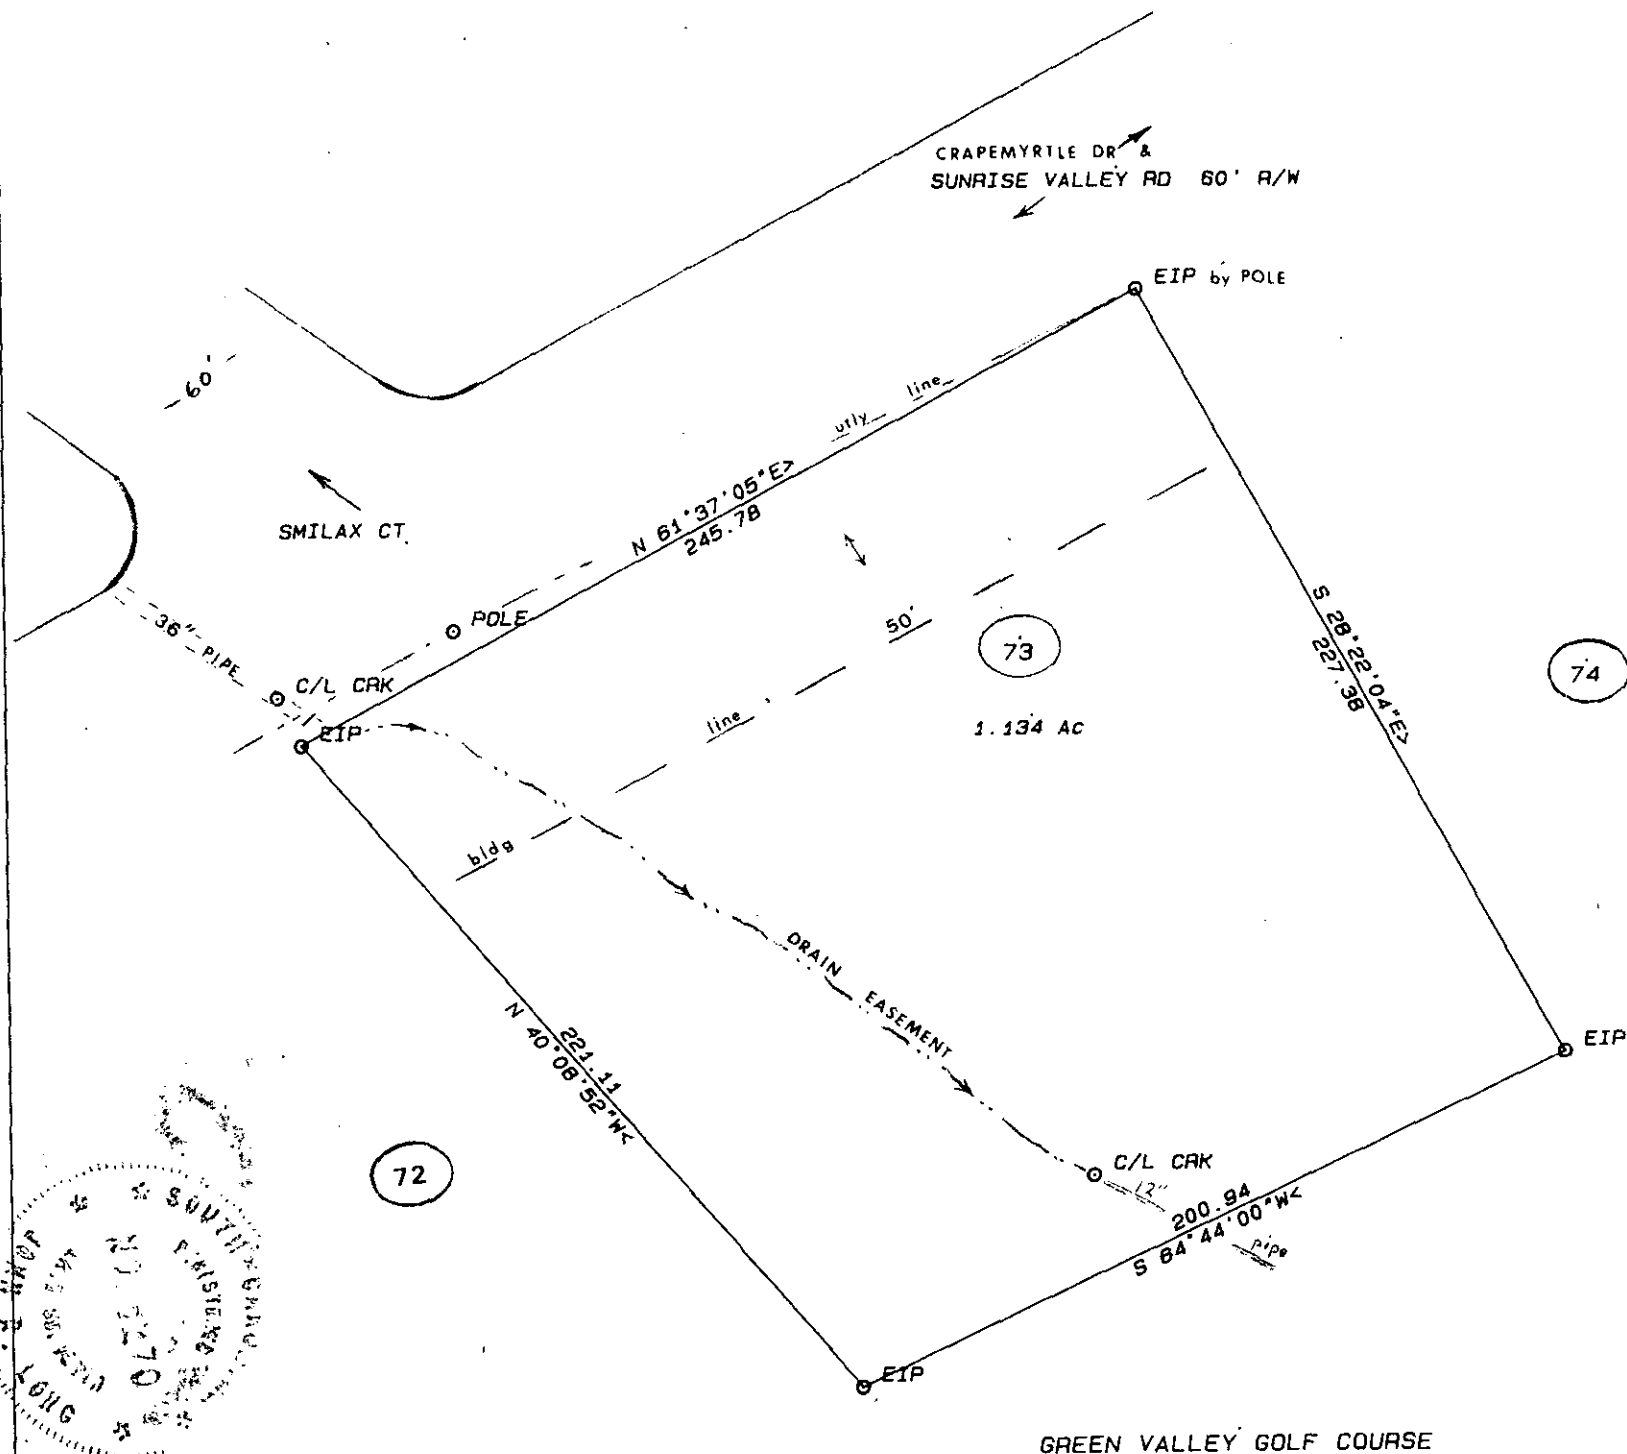 CRAPEMYRTLE DR &
SUNRISE VALLEY RD 60' R/W
EIP by POLE
-60'-
utly line
SMILAX CT.
N 61°37'05"E>
245.78
POLE
50'
73
S 28°22'04"E>
227.38
74
36" PIPE
C/L CRK
EIP
line
1.134 AC
bldg
DRAIN EASEMENT
221.11
N 40°08'52"W<
EIP
72
C/L CRK
12"
200.94
S 64°44'00"W<
pipe
EIP
GREEN VALLEY GOLF COURSE
SOUTH
LONG